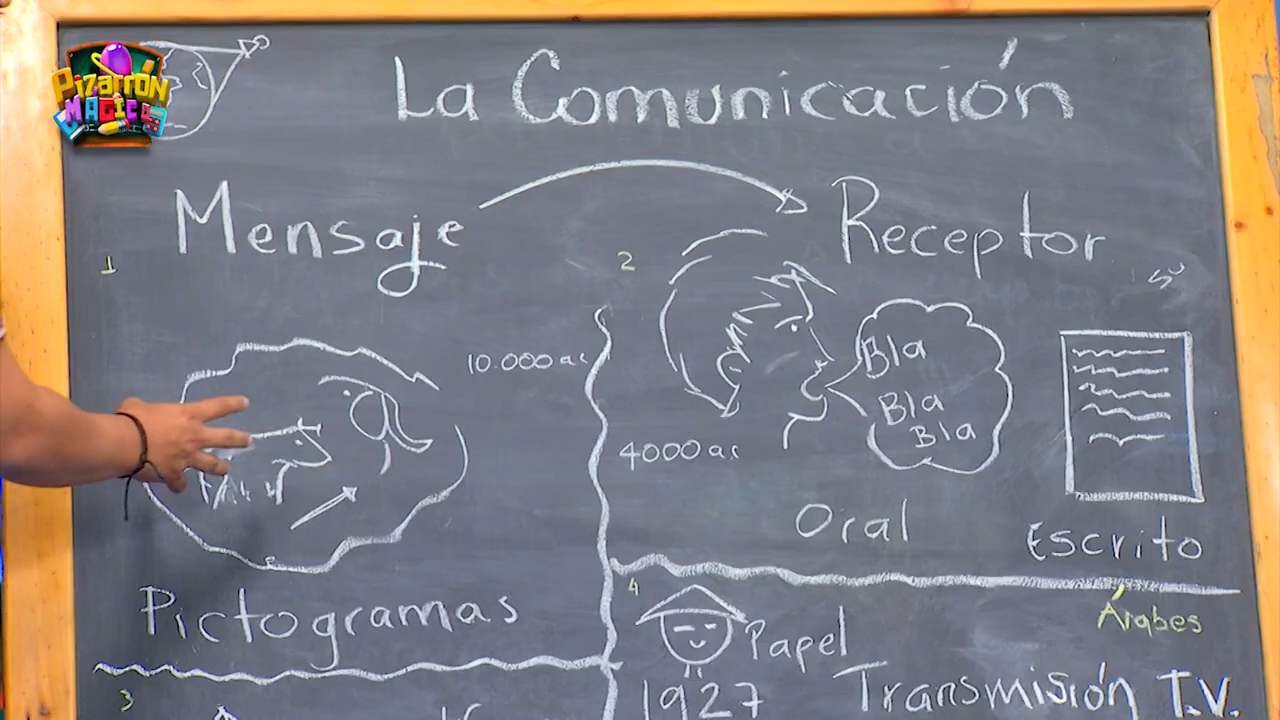 PIZARRÓN
MÁGICO
La Comunicación
Mensaje
Receptor
1
10.000 ac
Pictogramas
2
Bla
Bla
Bla
4000 ac
Oral
Escrito
3
4
Papel
Árabes
1927
Transmisión T.V.